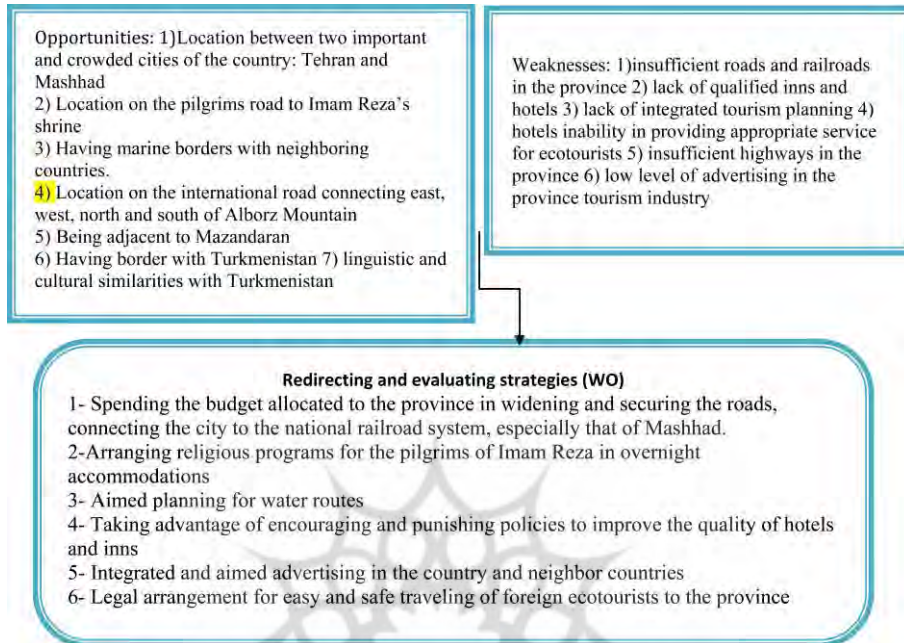 Opportunities: 1)Location between two important
and crowded cities of the country: Tehran and
Mashhad
2) Location on the pilgrims road to Imam Reza's
shrine
3) Having marine borders with neighboring
countries.
4) Location on the international road connecting east,
west, north and south of Alborz Mountain
5) Being adjacent to Mazandaran
6) Having border with Turkmenistan 7) linguistic and
cultural similarities with Turkmenistan
Weaknesses: 1)insufficient roads and railroads
in the province 2) lack of qualified inns and
hotels 3) lack of integrated tourism planning 4)
hotels inability in providing appropriate service
for ecotourists 5) insufficient highways in the
province 6) low level of advertising in the
province tourism industry
Redirecting and evaluating strategies (WO)
1- Spending the budget allocated to the province in widening and securing the roads,
connecting the city to the national railroad system, especially that of Mashhad.
2-Arranging religious programs for the pilgrims of Imam Reza in overnight
accommodations
3- Aimed planning for water routes
4- Taking advantage of encouraging and punishing policies to improve the quality of hotels
and inns
5- Integrated and aimed advertising in the country and neighbor countries
6- Legal arrangement for easy and safe traveling of foreign ecotourists to the province